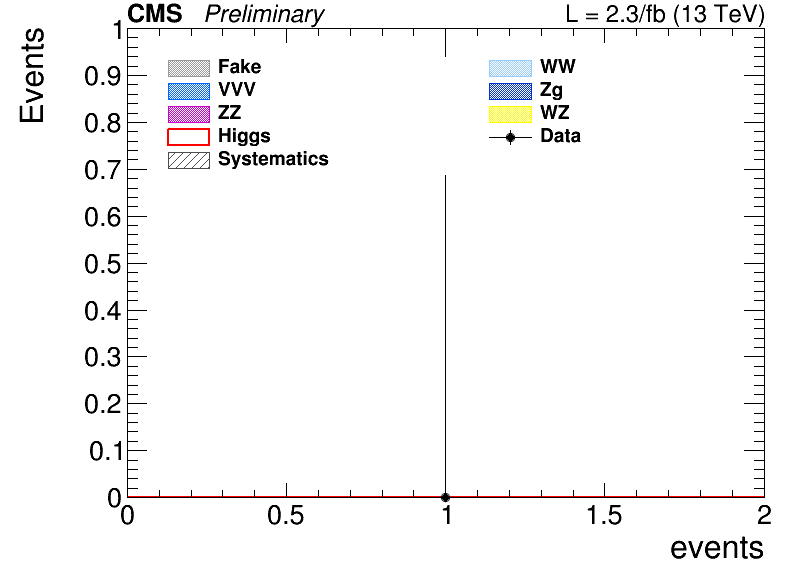 CMS Preliminary L = 2.3/fb (13 TeV)
Events
1
0.9
0.8
0.7
0.6
0.5
0.4
0.3
0.2
0.1
0
Fake WW
VVV Zg
ZZ WZ
Higgs Data
Systematics
0 0.5 1 1.5 2
events